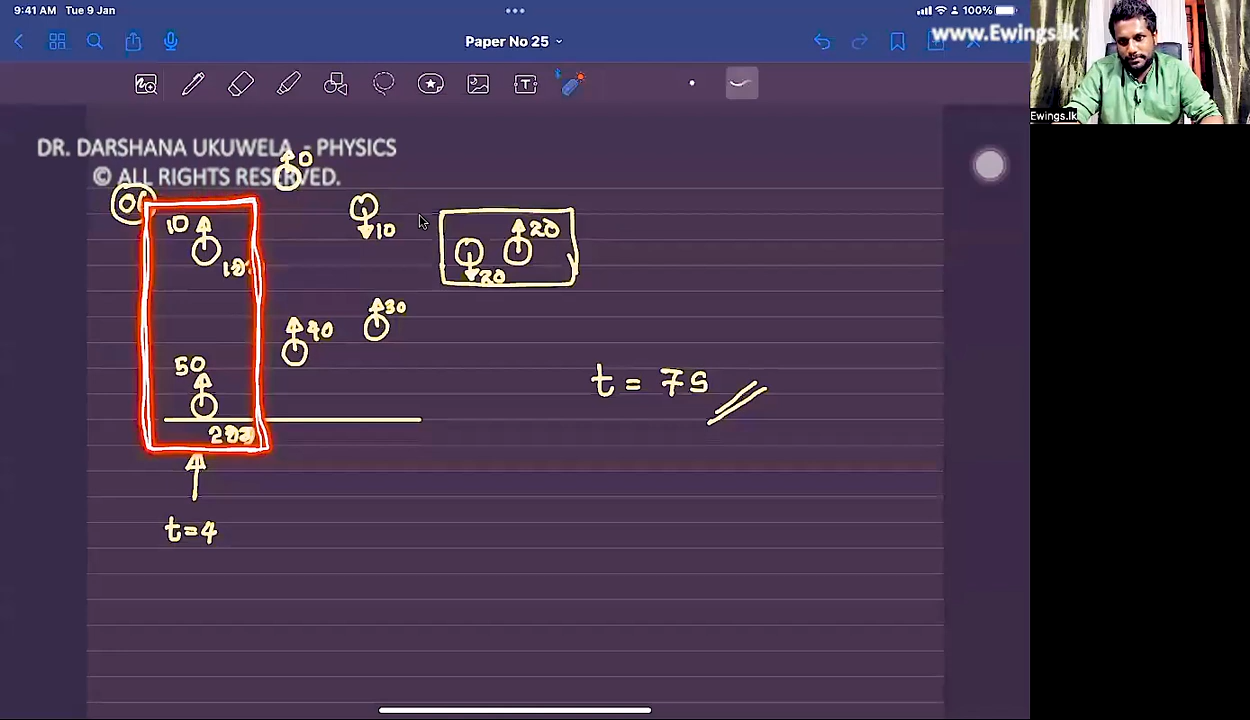 9:41 AM Tue 9 Jan
100%
Paper No 25
www.Ewings.lk
Ewings.lk
DR. DARSHANA UKUWELA - PHYSICS
© ALL RIGHTS RESERVED.
0
10
10
20
20
30
40
50
t = 7s
t=4